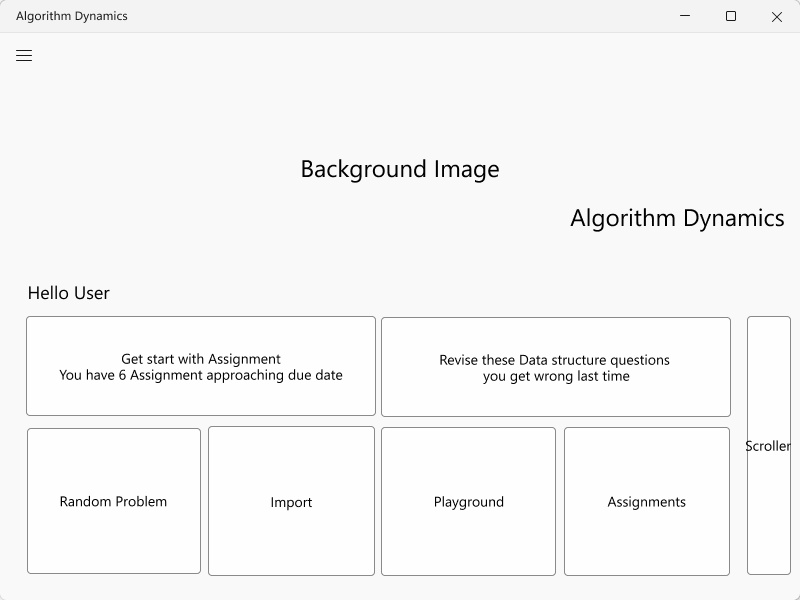 Algorithm Dynamics
Background Image
Algorithm Dynamics
Hello User
Get start with Assignment
You have 6 Assignment approaching due date
Revise these Data structure questions
you get wrong last time
Scroller
Random Problem
Import
Playground
Assignments